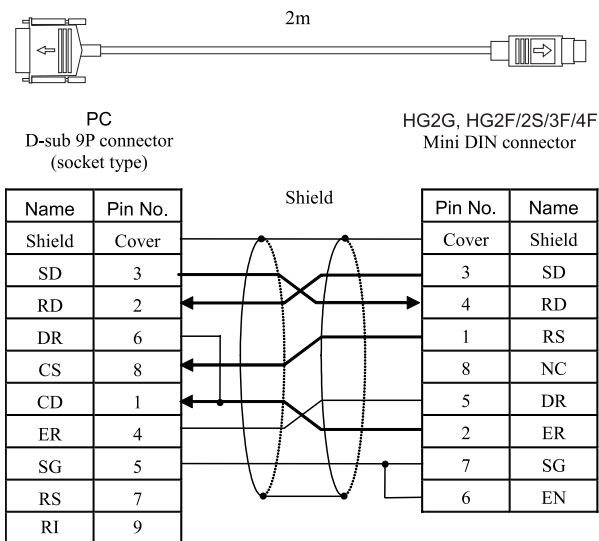 2m
PC
D-sub 9P connector
(socket type)
HG2G, HG2F/2S/3F/4F
Mini DIN connector
Shield
Name Pin No.
Shield Cover
SD 3
RD 2
DR 6
CS 8
CD 1
ER 4
SG 5
RS 7
RI 9
Pin No. Name
Cover Shield
3 SD
4 RD
1 RS
8 NC
5 DR
2 ER
7 SG
6 EN